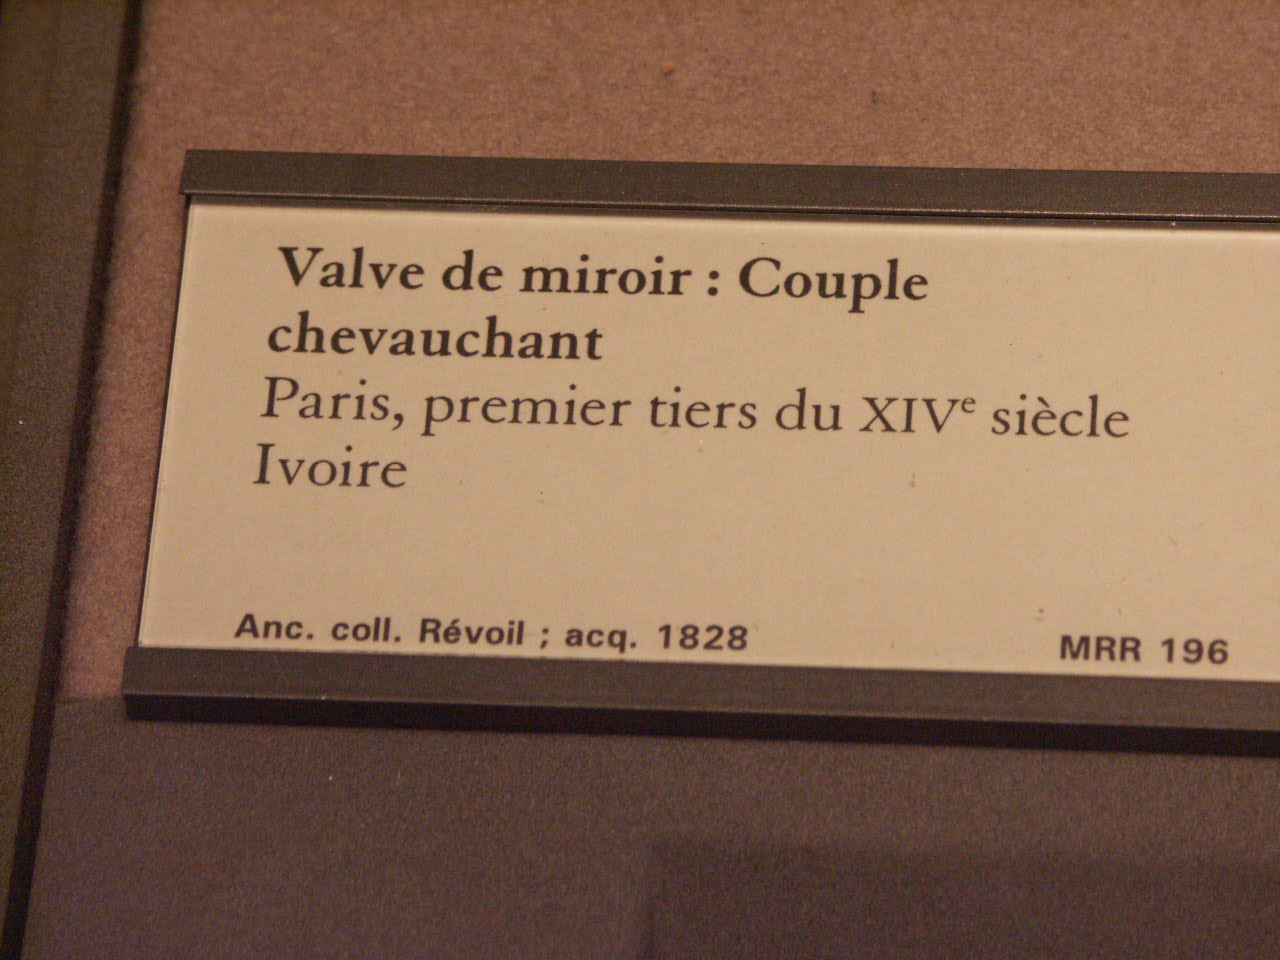 Valve de miroir : Couple
chevauchant
Paris, premier tiers du XIVe siècle
Ivoire
Anc. coll. Révoil ; acq. 1828 MRR 196